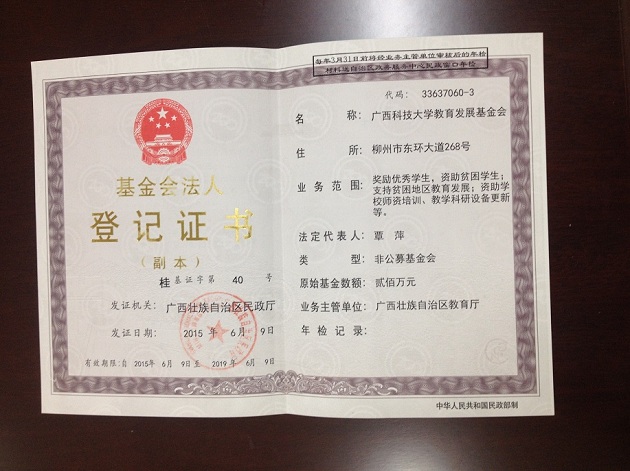 基金会法人
登记证书
(副本)
桂 基证字第 40 号
发证机关: 广西壮族自治区民政厅
发证日期: 2015 年 6 月 9 日
有效期限:自 2015年 6月 9日 至 2019年 6月 9日
每年3月31日前将经业务主管单位审核后的年检
材料送自治区政务服务中心民政窗口年检
代码: 33637060-3
名 称: 广西科技大学教育发展基金会
住 所: 柳州市东环大道268号
业务范围: 奖励优秀学生,资助贫困学生;
支持贫困地区教育发展;资助学
校师资培训、教学科研设备更新
等。
法定代表人: 覃 萍
类 型: 非公募基金会
原始基金数额: 贰佰万元
业务主管单位: 广西壮族自治区教育厅
年检记录:
中华人民共和国民政部制